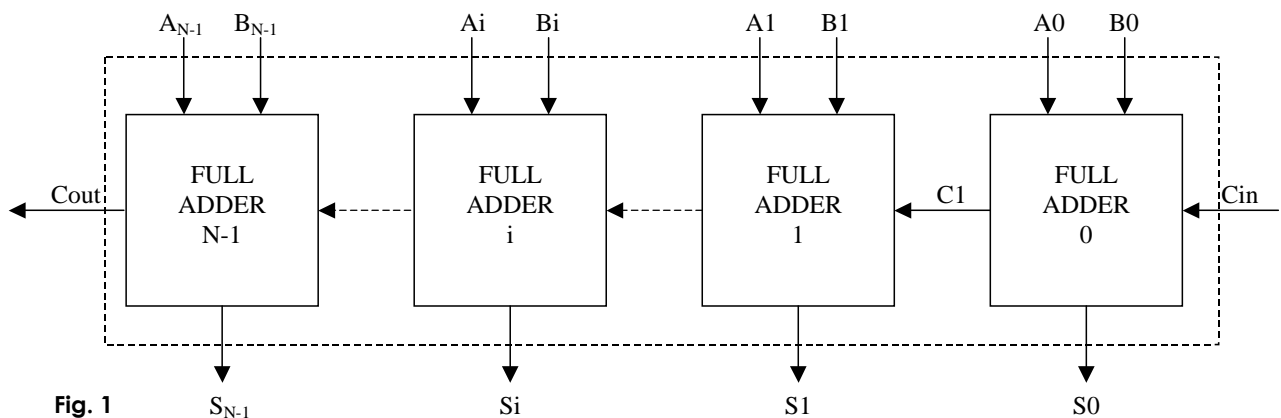 A_{N-1} B_{N-1} Ai Bi A1 B1 A0 B0
FULL ADDER N-1
FULL ADDER i
FULL ADDER 1
FULL ADDER 0
Cout C1 Cin
Fig. 1 S_{N-1} Si S1 S0